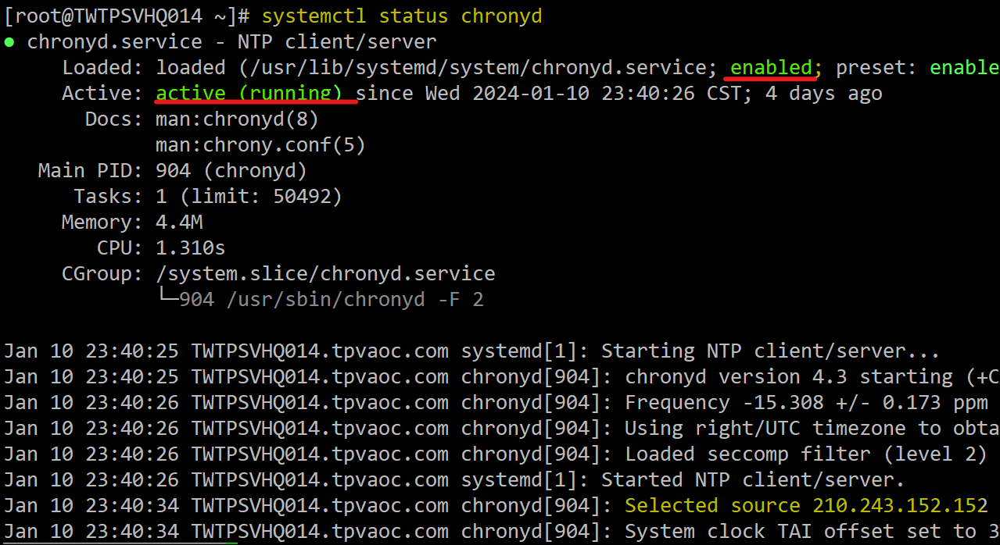 [root@TWTPSVHQ014 ~]# systemctl status chronyd
● chronyd.service - NTP client/server
     Loaded: loaded (/usr/lib/systemd/system/chronyd.service; enabled; preset: enable
     Active: active (running) since Wed 2024-01-10 23:40:26 CST; 4 days ago
       Docs: man:chronyd(8)
             man:chrony.conf(5)
   Main PID: 904 (chronyd)
      Tasks: 1 (limit: 50492)
     Memory: 4.4M
        CPU: 1.310s
     CGroup: /system.slice/chronyd.service
             └─904 /usr/sbin/chronyd -F 2

Jan 10 23:40:25 TWTPSVHQ014.tpvaoc.com systemd[1]: Starting NTP client/server...
Jan 10 23:40:25 TWTPSVHQ014.tpvaoc.com chronyd[904]: chronyd version 4.3 starting (+C
Jan 10 23:40:26 TWTPSVHQ014.tpvaoc.com chronyd[904]: Frequency -15.308 +/- 0.173 ppm
Jan 10 23:40:26 TWTPSVHQ014.tpvaoc.com chronyd[904]: Using right/UTC timezone to obta
Jan 10 23:40:26 TWTPSVHQ014.tpvaoc.com chronyd[904]: Loaded seccomp filter (level 2)
Jan 10 23:40:26 TWTPSVHQ014.tpvaoc.com systemd[1]: Started NTP client/server.
Jan 10 23:40:34 TWTPSVHQ014.tpvaoc.com chronyd[904]: Selected source 210.243.152.152
Jan 10 23:40:34 TWTPSVHQ014.tpvaoc.com chronyd[904]: System clock TAI offset set to 3